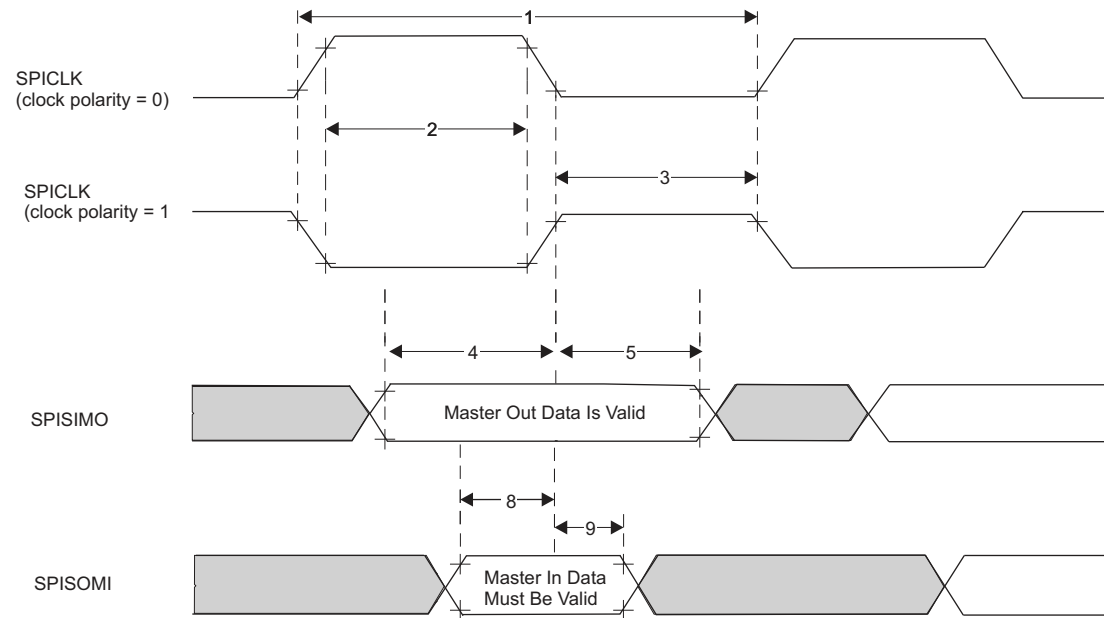 1
SPICLK
(clock polarity = 0)
2
3
SPICLK
(clock polarity = 1
4
5
SPISIMO
Master Out Data Is Valid
8
9
SPISOMI
Master In Data
Must Be Valid